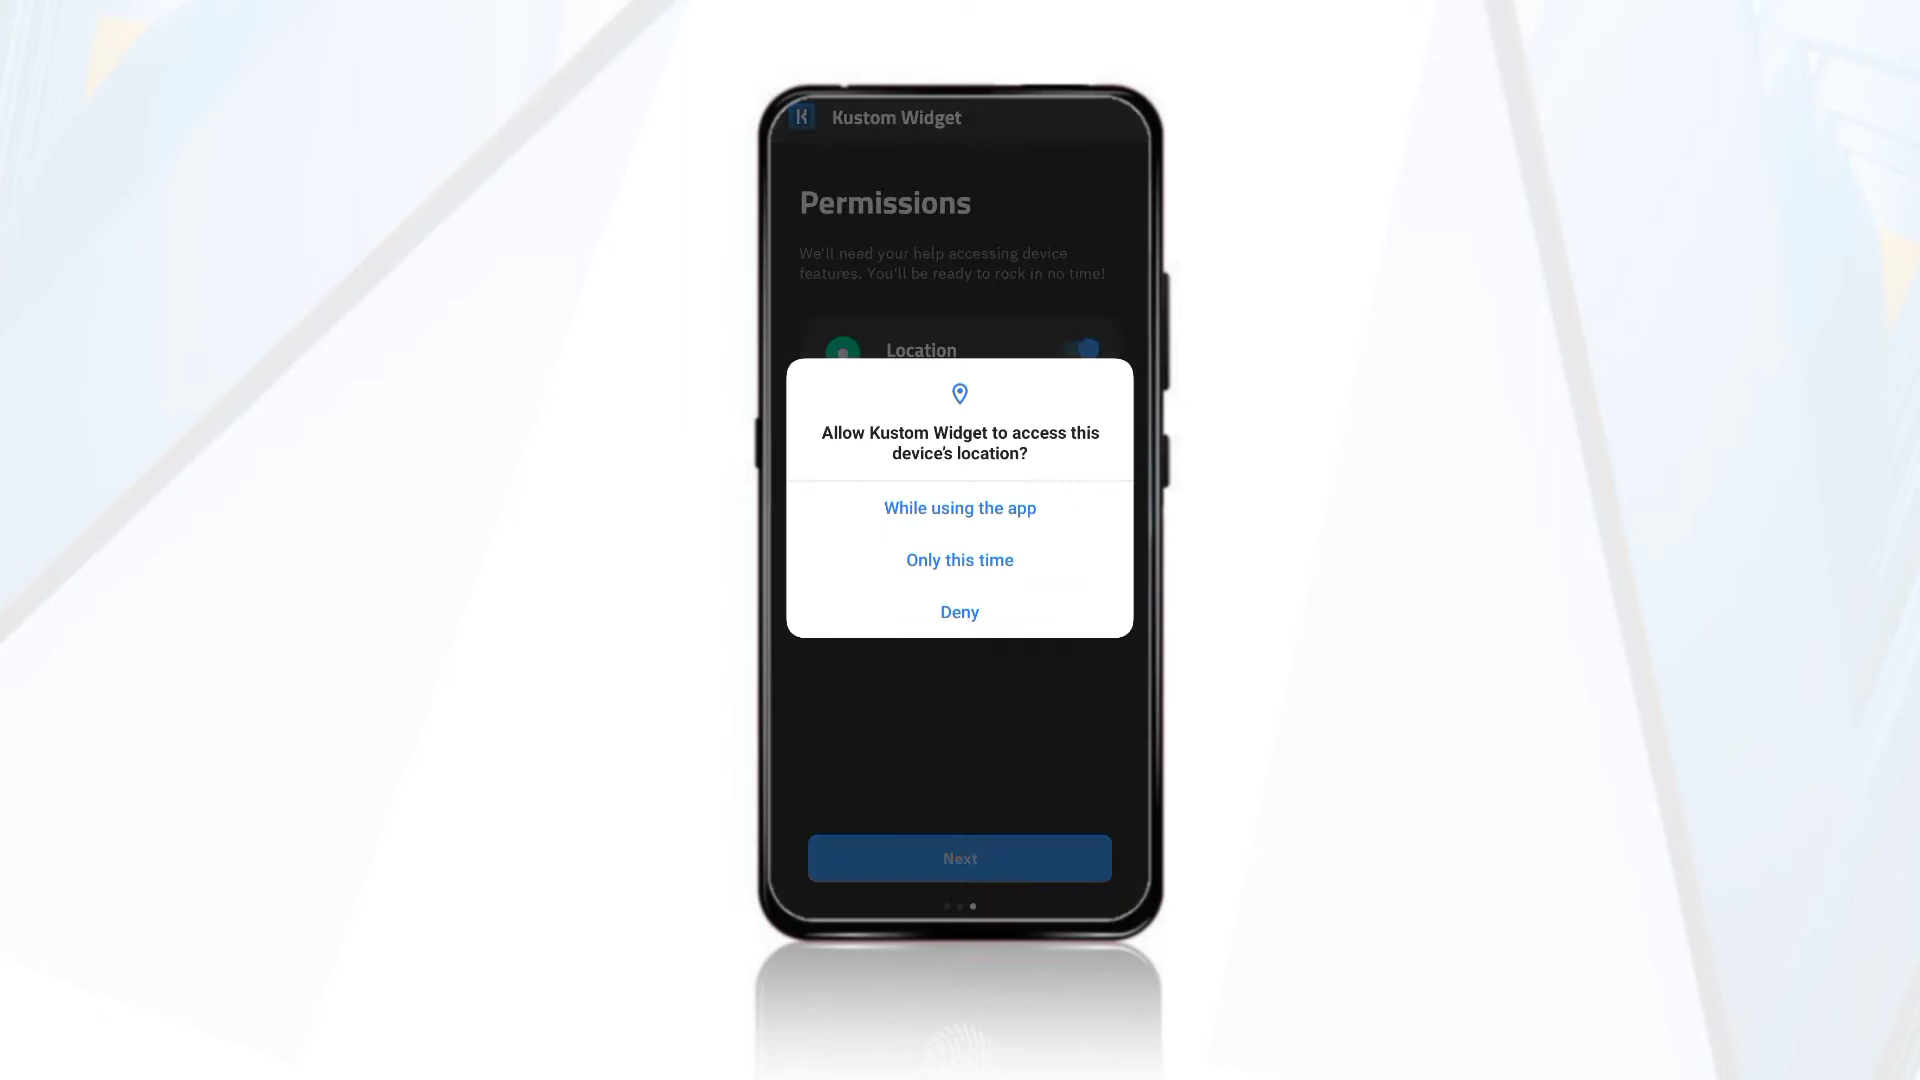 Kustom Widget
Permissions
We'll need your help accessing device
features. You'll be ready to rock in no time!
Location
Allow Kustom Widget to access this
device's location?
While using the app
Only this time
Deny
Next